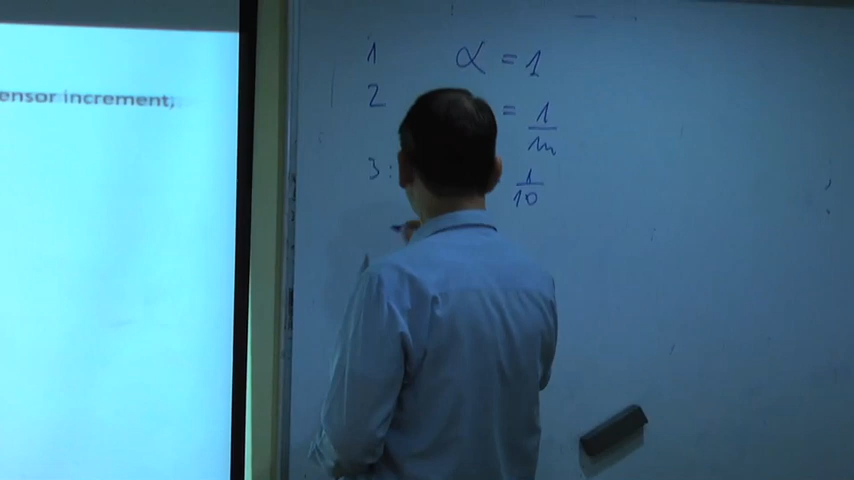 ensor increment,
1 α = 1
2 = 1/m
3: 1/10